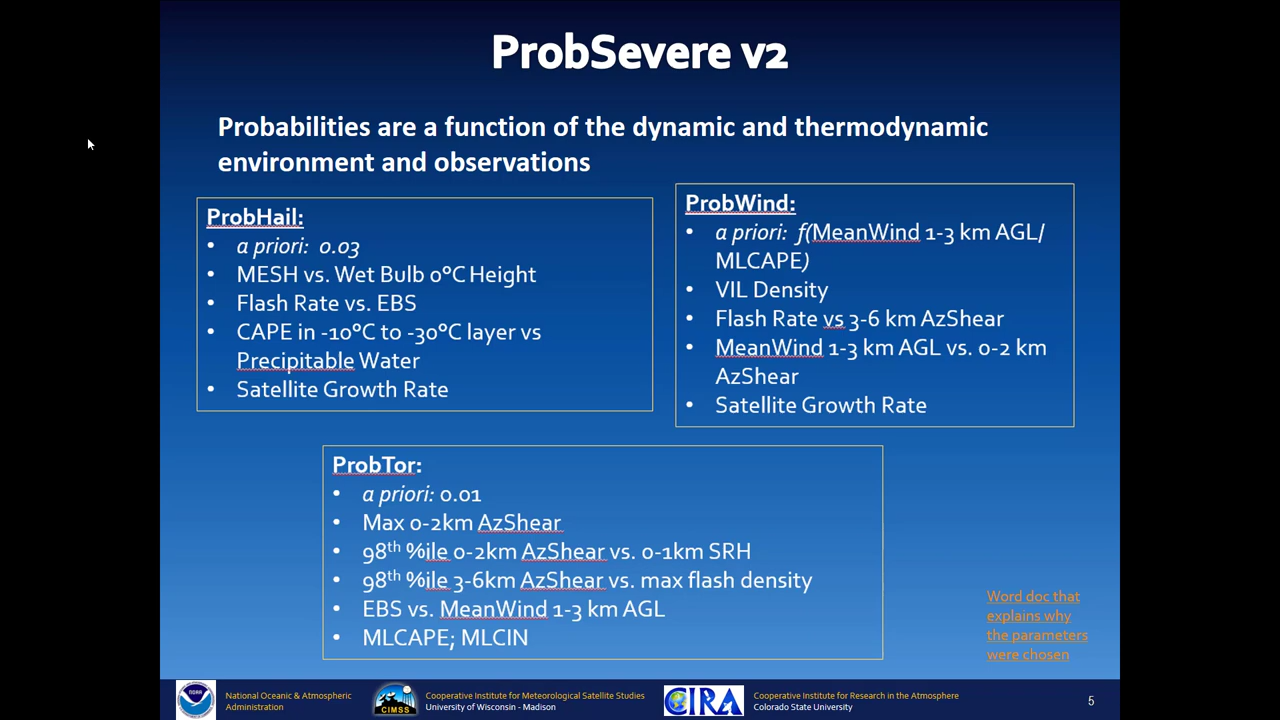 ProbSevere v2
Probabilities are a function of the dynamic and thermodynamic
environment and observations
ProbHail:
• a priori: 0.03
• MESH vs. Wet Bulb 0°C Height
• Flash Rate vs. EBS
• CAPE in -10°C to -30°C layer vs
Precipitable Water
• Satellite Growth Rate
ProbWind:
• a priori: f(MeanWind 1-3 km AGL/
MLCAPE)
• VIL Density
• Flash Rate vs 3-6 km AzShear
• MeanWind 1-3 km AGL vs. 0-2 km
AzShear
• Satellite Growth Rate
ProbTor:
• a priori: 0.01
• Max 0-2km AzShear
• 98th %ile 0-2km AzShear vs. 0-1km SRH
• 98th %ile 3-6km AzShear vs. max flash density
• EBS vs. MeanWind 1-3 km AGL
• MLCAPE; MLCIN
Word doc that
explains why
the parameters
were chosen
NOAA
National Oceanic & Atmospheric
Administration
CIMSS
Cooperative Institute for Meteorological Satellite Studies
University of Wisconsin - Madison
CIRA
Cooperative Institute for Research in the Atmosphere
Colorado State University
5